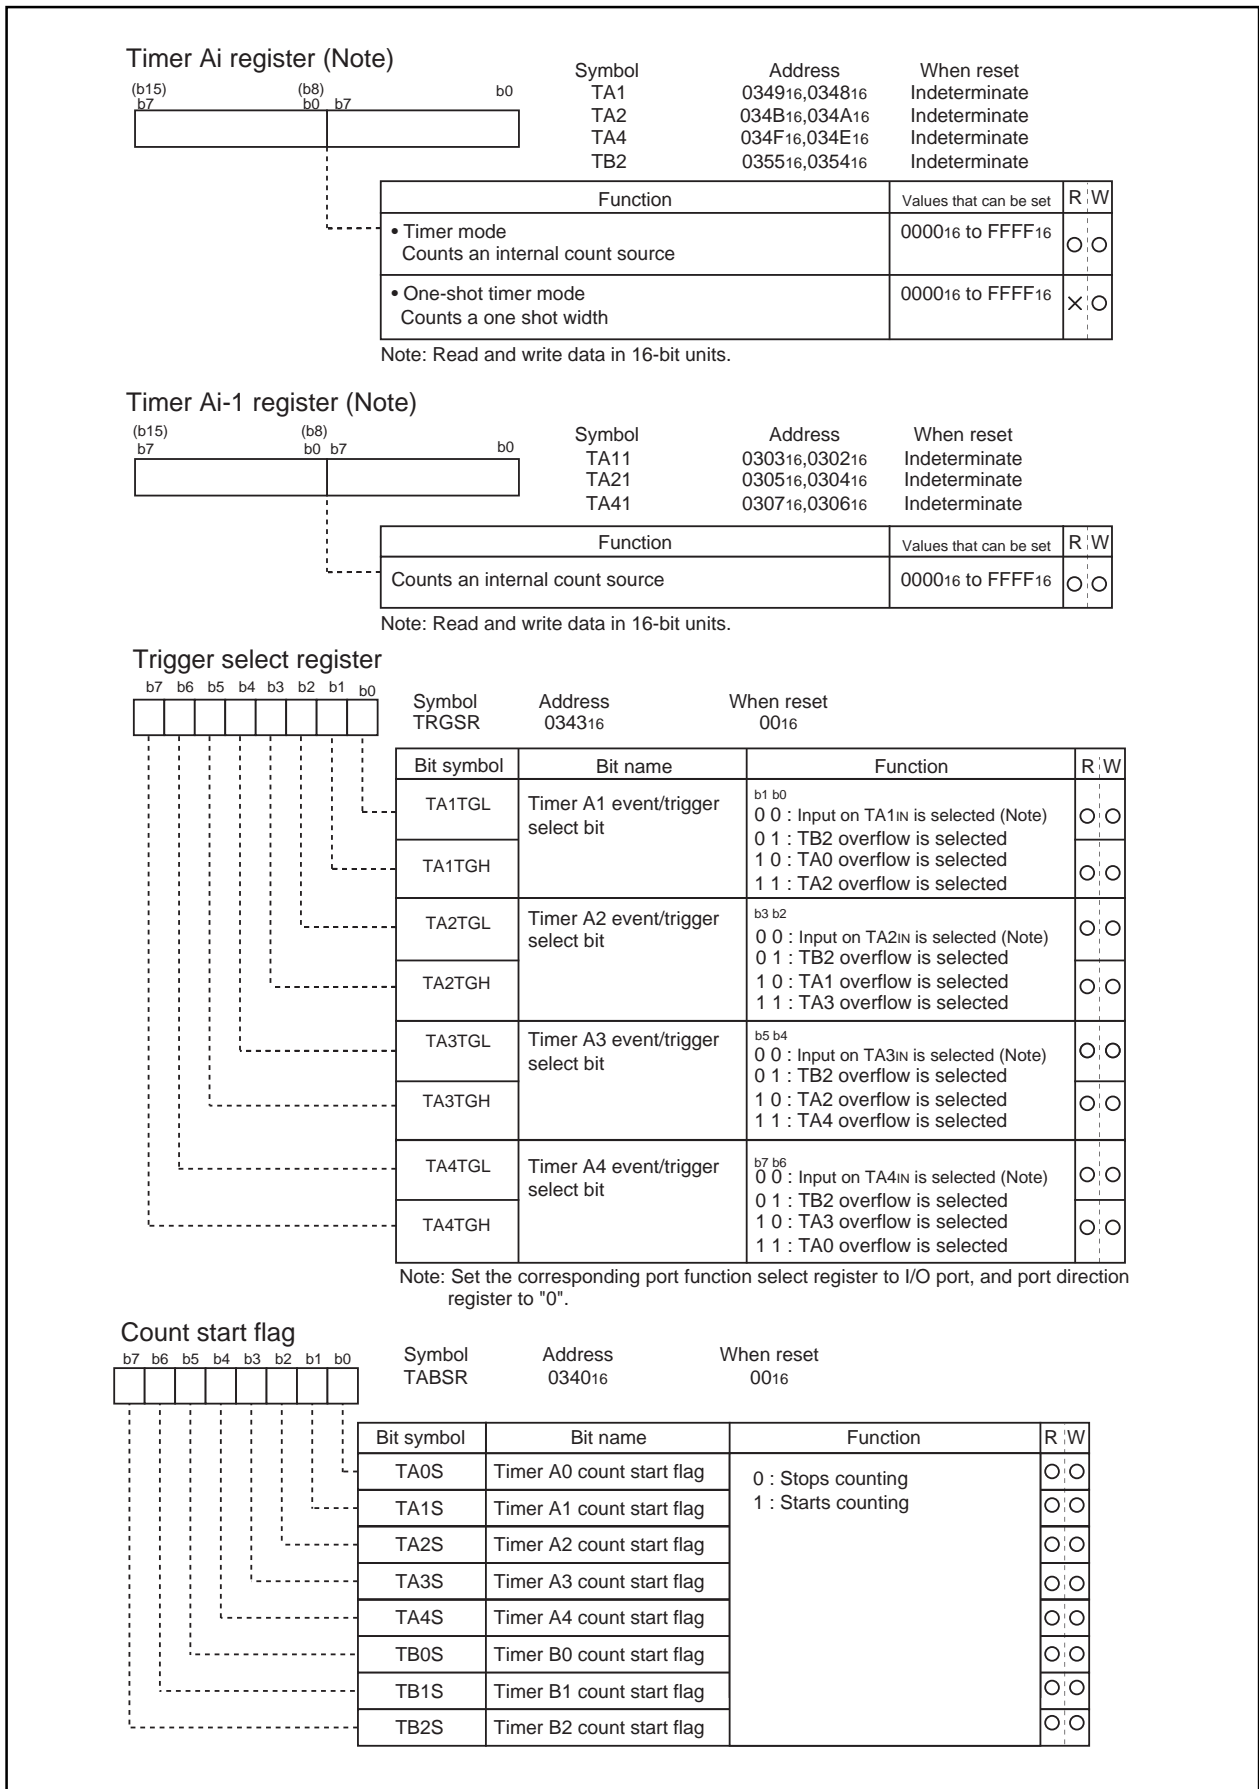 Timer Ai register (Note)
(b15) (b8)
b7 b0 b7 b0
Symbol Address When reset
TA1 034916,034816 Indeterminate
TA2 034B16,034A16 Indeterminate
TA4 034F16,034E16 Indeterminate
TB2 035516,035416 Indeterminate
Function Values that can be set R W
• Timer mode 000016 to FFFF16
Counts an internal count source
• One-shot timer mode 000016 to FFFF16
Counts a one shot width
Note: Read and write data in 16-bit units.
Timer Ai-1 register (Note)
(b15) (b8)
b7 b0 b7 b0
Symbol Address When reset
TA11 030316,030216 Indeterminate
TA21 030516,030416 Indeterminate
TA41 030716,030616 Indeterminate
Function Values that can be set R W
Counts an internal count source 000016 to FFFF16
Note: Read and write data in 16-bit units.
Trigger select register
b7 b6 b5 b4 b3 b2 b1 b0
Symbol Address When reset
TRGSR 034316 0016
Bit symbol Bit name Function R W
TA1TGL Timer A1 event/trigger select bit
b1 b0
0 0 : Input on TA1IN is selected (Note)
0 1 : TB2 overflow is selected
TA1TGH 1 0 : TA0 overflow is selected
1 1 : TA2 overflow is selected
TA2TGL Timer A2 event/trigger select bit
b3 b2
0 0 : Input on TA2IN is selected (Note)
0 1 : TB2 overflow is selected
TA2TGH 1 0 : TA1 overflow is selected
1 1 : TA3 overflow is selected
TA3TGL Timer A3 event/trigger select bit
b5 b4
0 0 : Input on TA3IN is selected (Note)
0 1 : TB2 overflow is selected
TA3TGH 1 0 : TA2 overflow is selected
1 1 : TA4 overflow is selected
TA4TGL Timer A4 event/trigger select bit
b7 b6
0 0 : Input on TA4IN is selected (Note)
0 1 : TB2 overflow is selected
TA4TGH 1 0 : TA3 overflow is selected
1 1 : TA0 overflow is selected
Note: Set the corresponding port function select register to I/O port, and port direction
register to "0".
Count start flag
b7 b6 b5 b4 b3 b2 b1 b0
Symbol Address When reset
TABSR 034016 0016
Bit symbol Bit name Function R W
TA0S Timer A0 count start flag 0 : Stops counting
TA1S Timer A1 count start flag 1 : Starts counting
TA2S Timer A2 count start flag
TA3S Timer A3 count start flag
TA4S Timer A4 count start flag
TB0S Timer B0 count start flag
TB1S Timer B1 count start flag
TB2S Timer B2 count start flag